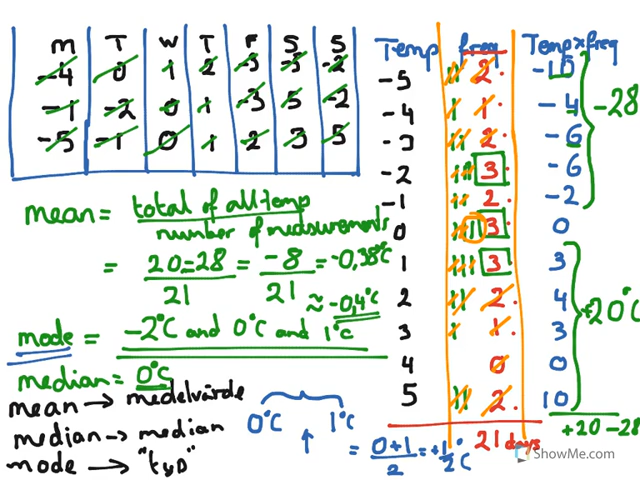 M T W T F S S
-4 0 1 2 -3 -3 -2
-1 -2 0 1 -3 5 -2
-5 -1 0 1 2 3 5
mean = total of all temp
number of measurements
= 20-28 = -8 = -0,38°C
21 21
≈ -0,4°C
mode = -2°C and 0°C and 1°C
median = 0°C
mean → medelvärde
median → median
mode → "typ"
0°C ↑ 1°C
= 0+1 = +1 °C
2 2
Temp freq Temp×freq
-5 2 -10
-4 1 -4
-3 2 -6
-2 3 -6
-1 2 -2
0 3 0
1 3 3
2 2 4
3 1 3
4 0 0
5 2 10
-28
+20°C
21 days +20-28
ShowMe.com